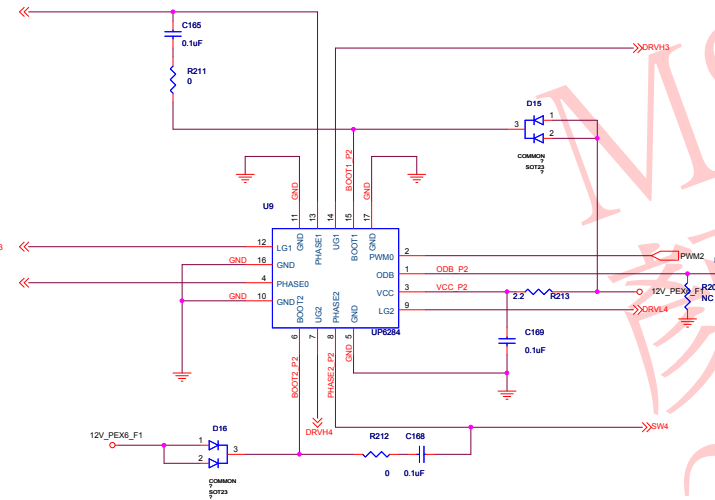 C165
0.1uF
R211
0
DRVH3
D15
3
1
2
COMMON
?
SOT23
?
BOOT1_P2
GND
GND
U9
11
13
14
15
17
GND
PHASE1
UG1
BOOT1
GND
12
LG1
GND
16
GND
4
PHASE0
GND
10
GND
PWM0
2
PWM2
ODB
1
ODB_P2
VCC
3
VCC_P2
2.2
R213
LG2
9
DRVL4
NC
BOOT2
UG2
PHASE2
GND
UP6284
6
7
8
5
BOOT2_P2
PHASE2_P2
GND
C169
0.1uF
DRVH4
12V_PEX6_F1
D16
1
2
3
COMMON
?
SOT23
?
R212
0
C168
0.1uF
SW4